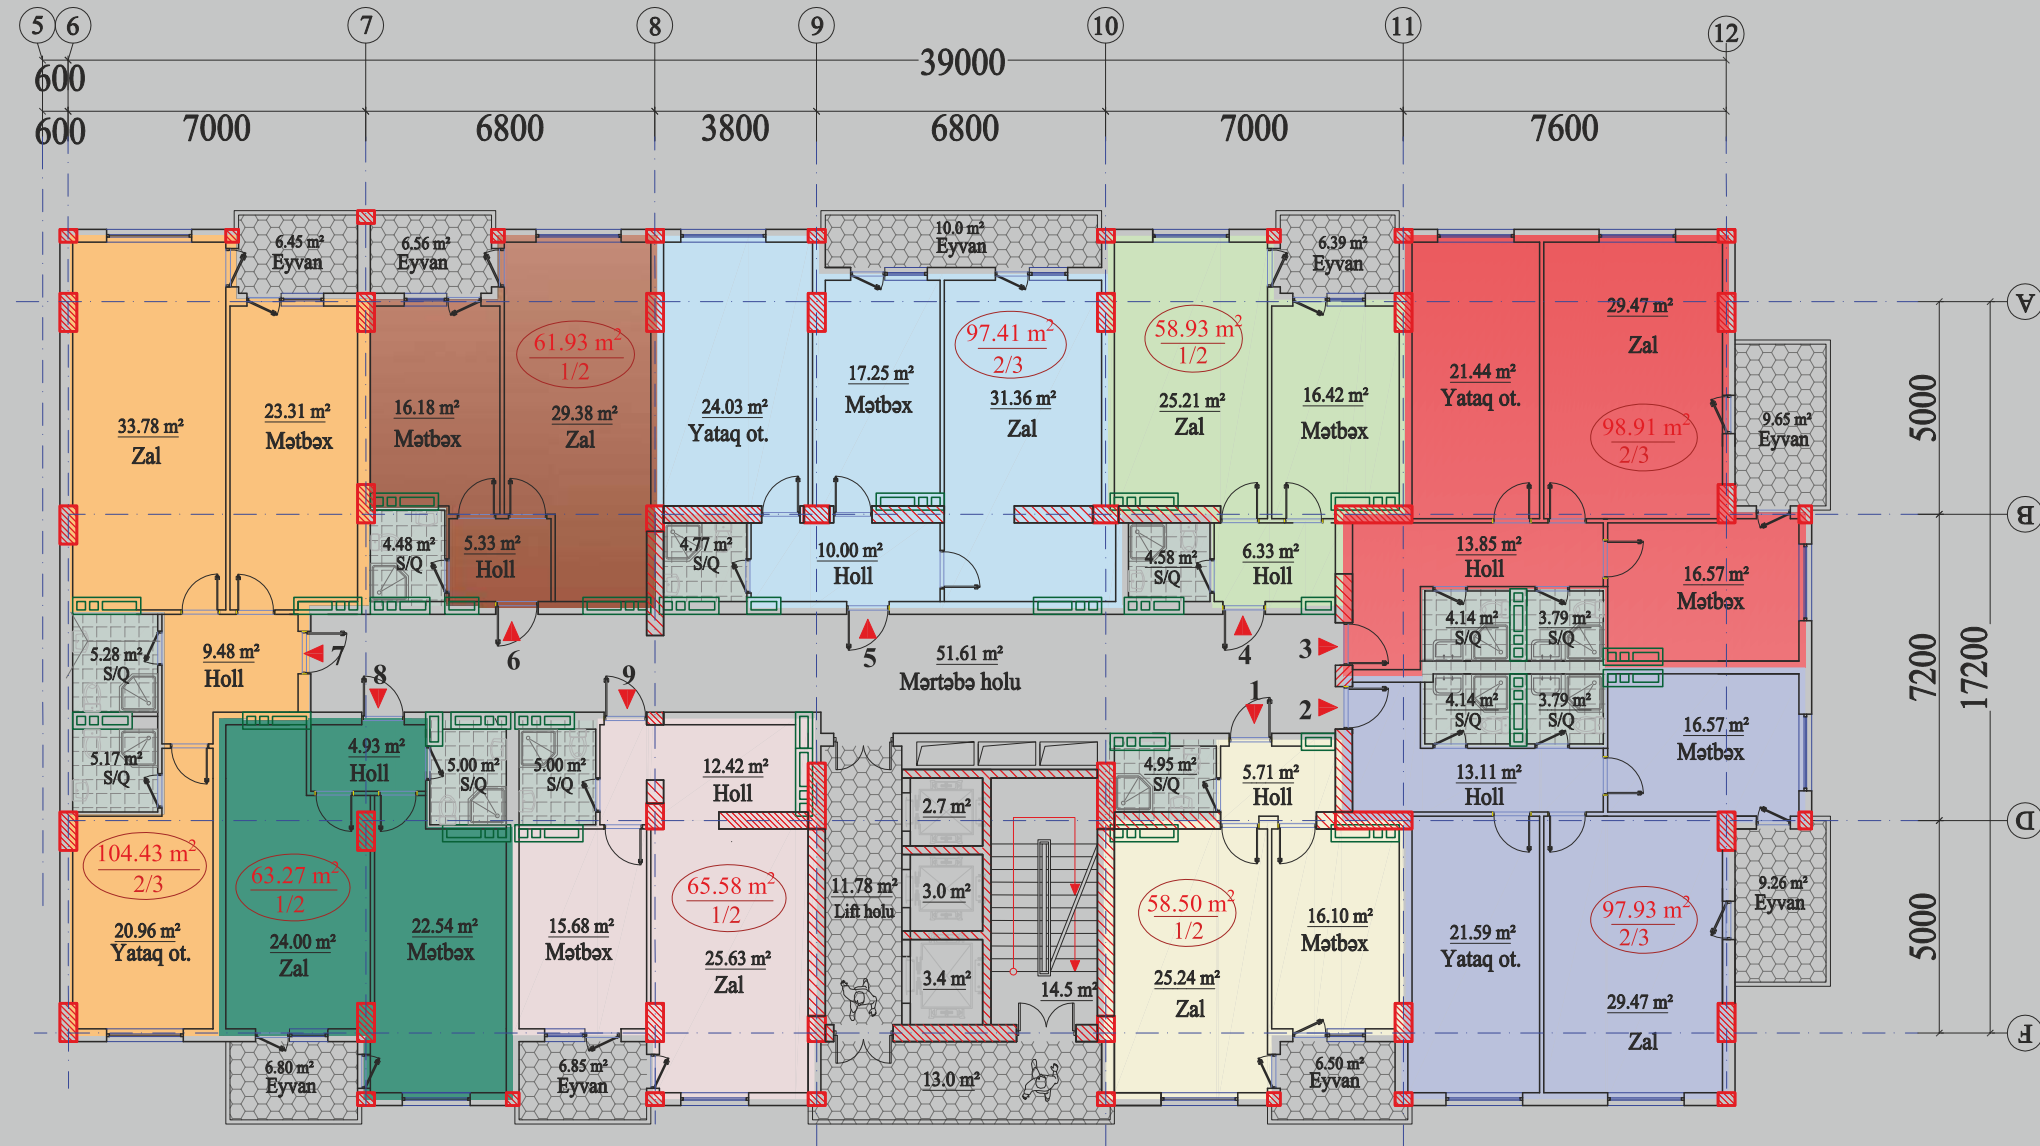 5 6 7 8 9 10 11 12
39000
600
600 7000 6800 3800 6800 7000 7600
6.45 m²
Eyvan
6.56 m²
Eyvan
10.0 m²
Eyvan
6.39 m²
Eyvan
A
33.78 m²
Zal
23.31 m²
Mətbəx
16.18 m²
Mətbəx
61.93 m²
1/2
29.38 m²
Zal
24.03 m²
Yataq ot.
17.25 m²
Mətbəx
97.41 m²
2/3
31.36 m²
Zal
58.93 m²
1/2
25.21 m²
Zal
16.42 m²
Mətbəx
21.44 m²
Yataq ot.
29.47 m²
Zal
98.91 m²
2/3
9.65 m²
Eyvan
5000
B
4.48 m²
S/Q
5.33 m²
Holl
4.77 m²
S/Q
10.00 m²
Holl
4.58 m²
S/Q
6.33 m²
Holl
13.85 m²
Holl
16.57 m²
Mətbəx
4.14 m²
S/Q
3.79 m²
S/Q
5.28 m²
S/Q
9.48 m²
Holl
7
8
6
9
5
51.61 m²
Mərtəbə holu
4
3
1
2
7200
17200
4.14 m²
S/Q
3.79 m²
S/Q
16.57 m²
Mətbəx
5.17 m²
S/Q
4.93 m²
Holl
5.00 m²
S/Q
5.00 m²
S/Q
12.42 m²
Holl
2.7 m²
4.95 m²
S/Q
5.71 m²
Holl
13.11 m²
Holl
D
104.43 m²
2/3
63.27 m²
1/2
65.58 m²
1/2
11.78 m²
Lift holu
3.0 m²
58.50 m²
1/2
97.93 m²
2/3
9.26 m²
Eyvan
20.96 m²
Yataq ot.
24.00 m²
Zal
22.54 m²
Mətbəx
15.68 m²
Mətbəx
25.63 m²
Zal
3.4 m²
14.5 m²
25.24 m²
Zal
16.10 m²
Mətbəx
21.59 m²
Yataq ot.
29.47 m²
Zal
5000
F
6.80 m²
Eyvan
6.85 m²
Eyvan
13.0 m²
6.50 m²
Eyvan